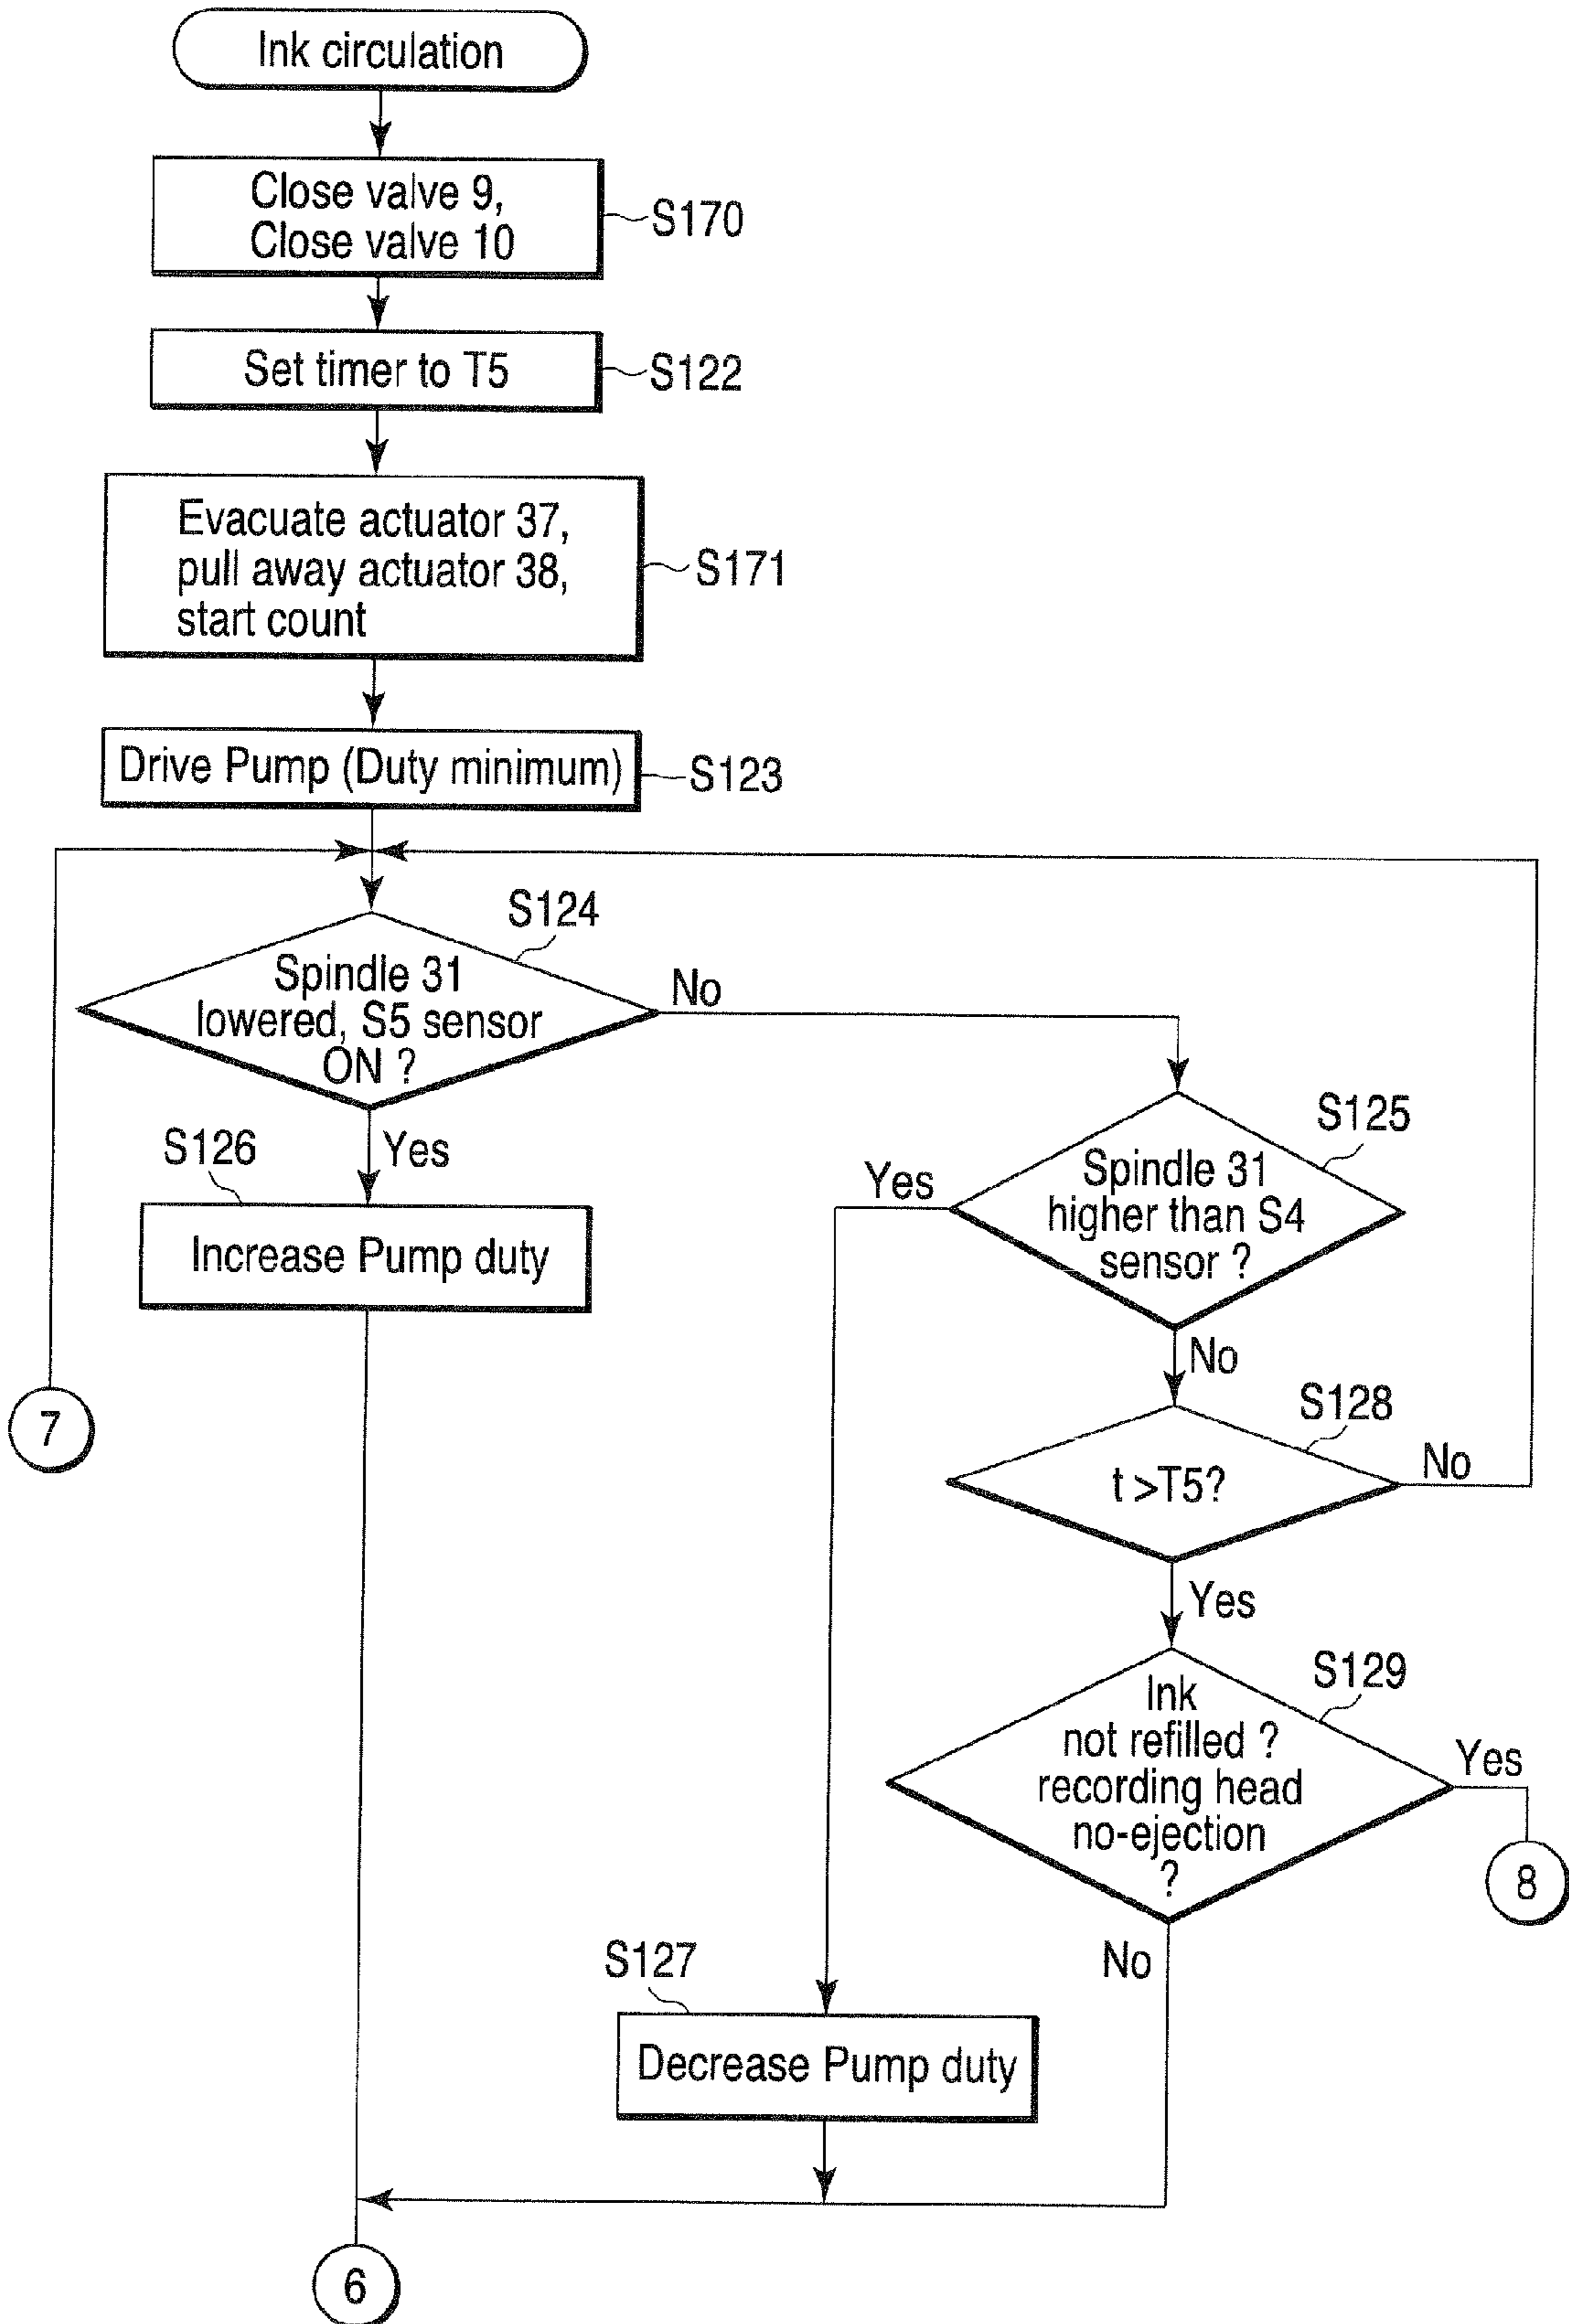 Ink circulation
Close valve 9,
Close valve 10
S170
Set timer to T5
S122
Evacuate actuator 37,
pull away actuator 38,
start count
S171
Drive Pump (Duty minimum)
S123
S124
Spindle 31
lowered, S5 sensor
ON ?
No
Yes
S126
Increase Pump duty
S125
Spindle 31
higher than S4
sensor ?
Yes
No
7
S128
t >T5?
No
Yes
S129
Ink
not refilled ?
recording head
no-ejection
?
Yes
8
No
S127
Decrease Pump duty
6